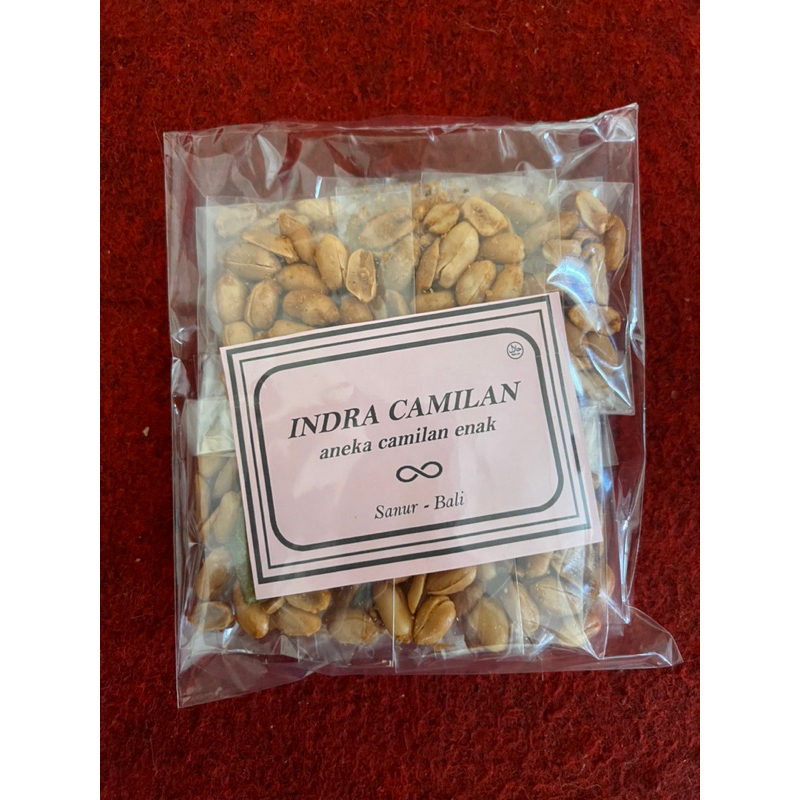 INDRA CAMILAN
aneka camilan enak
Sanur - Bali